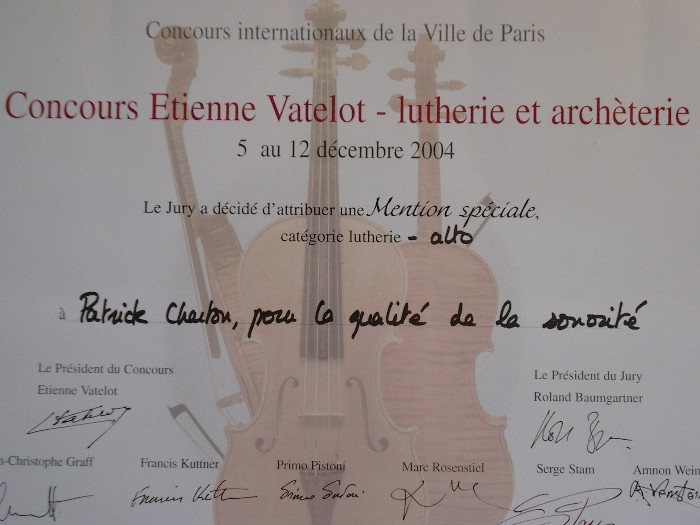 Concours internationaux de la Ville de Paris
Concours Etienne Vatelot - lutherie et archèterie
5 au 12 décembre 2004
Le Jury a décidé d'attribuer une Mention spéciale,
catégorie lutherie - alto
à Patrick Charton, pour la qualité de la sonorité
Le Président du Concours
Etienne Vatelot
Le Président du Jury
Roland Baumgartner
-Christophe Graff Francis Kuttner Primo Pistoni Marc Rosenstiel Serge Stam Amnon Wein